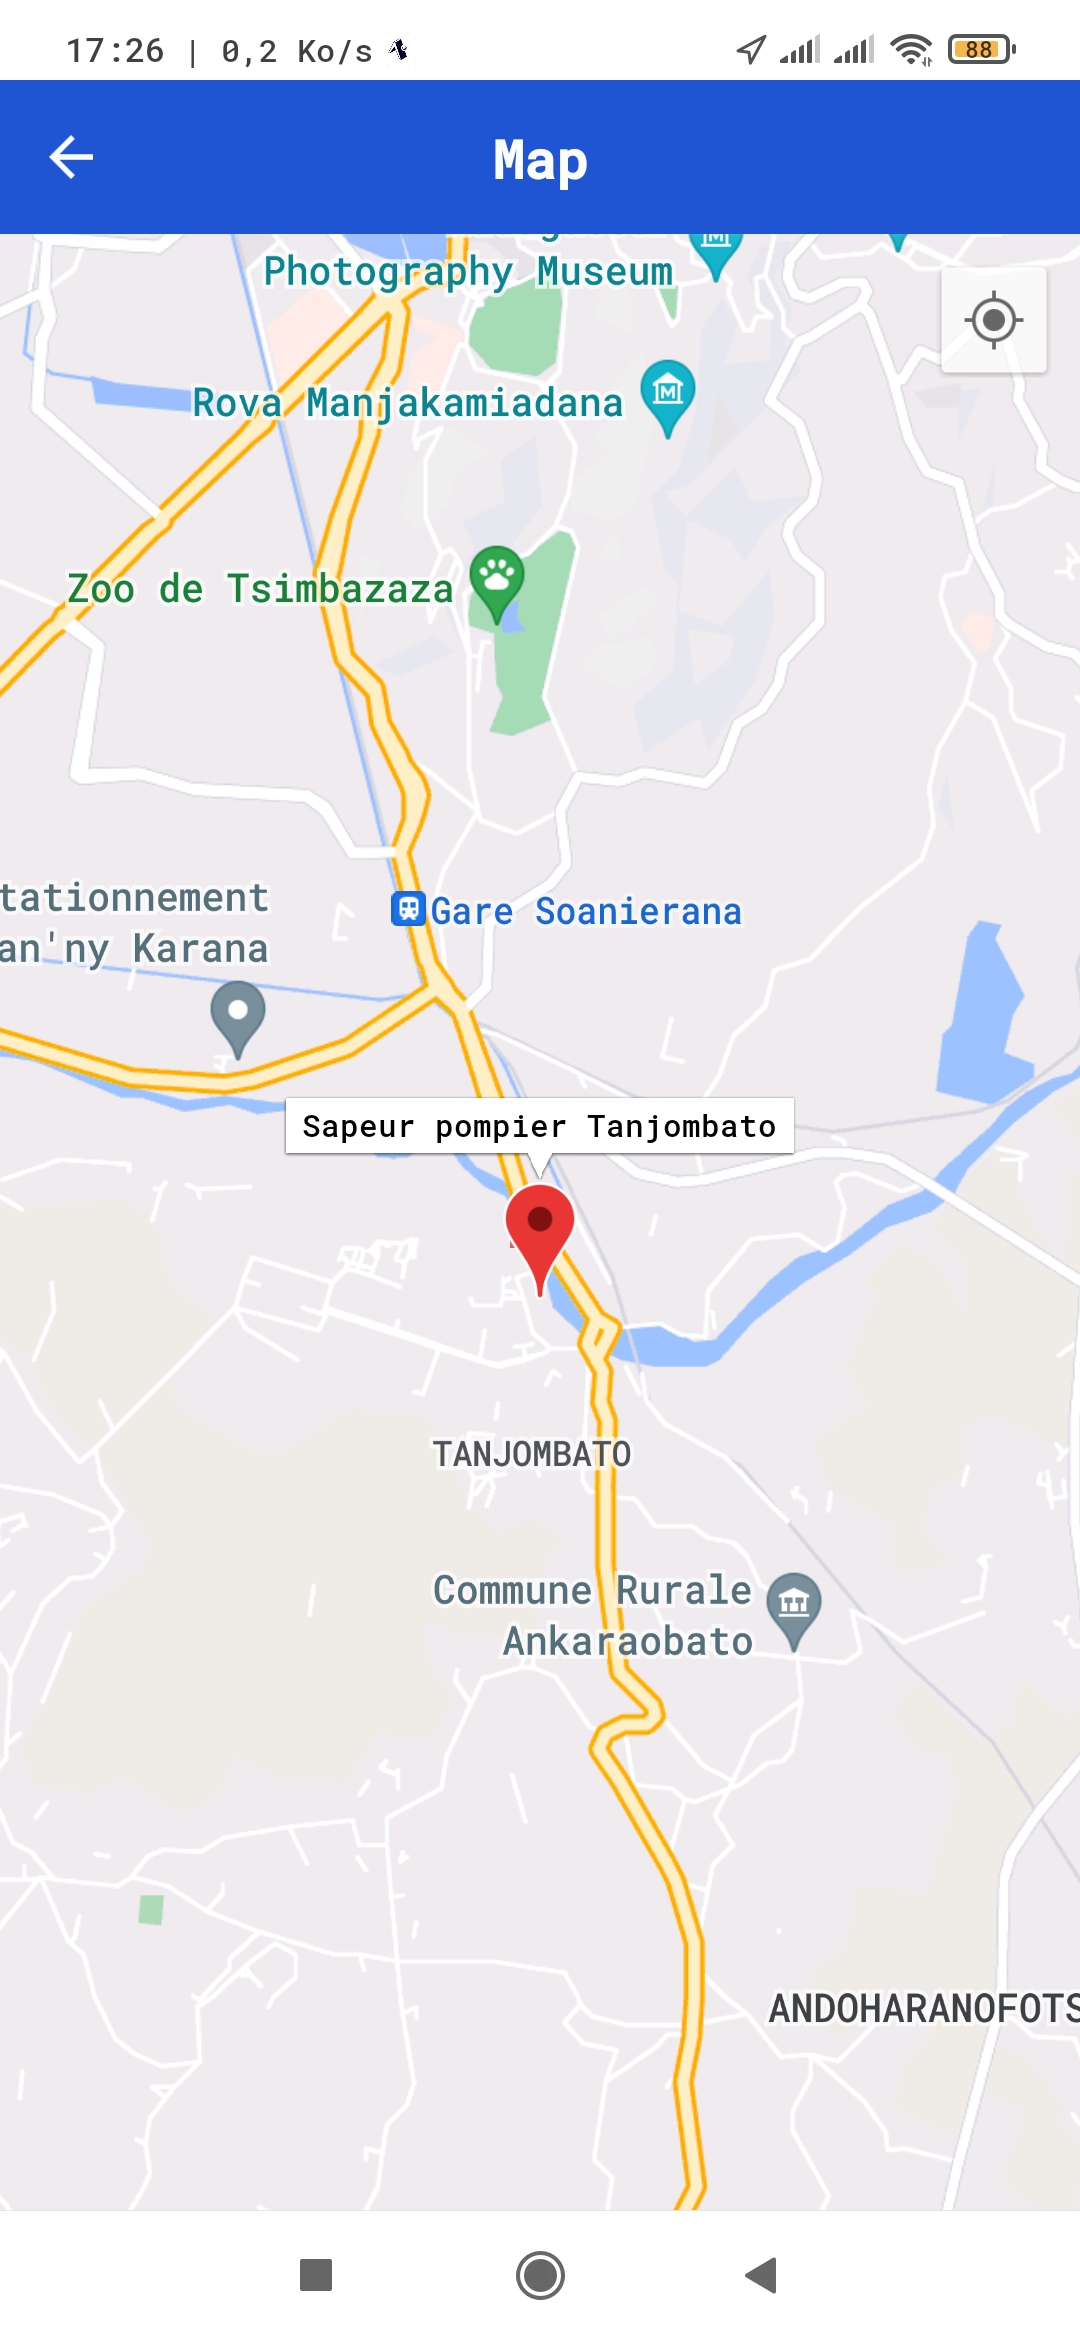 17:26 | 0,2 Ko/s
88
Map
Photography Museum
Rova Manjakamiadana
Zoo de Tsimbazaza
tationnement
an'ny Karana
Gare Soanierana
Sapeur pompier Tanjombato
TANJOMBATO
Commune Rurale
Ankaraobato
ANDOHARANOFOTS